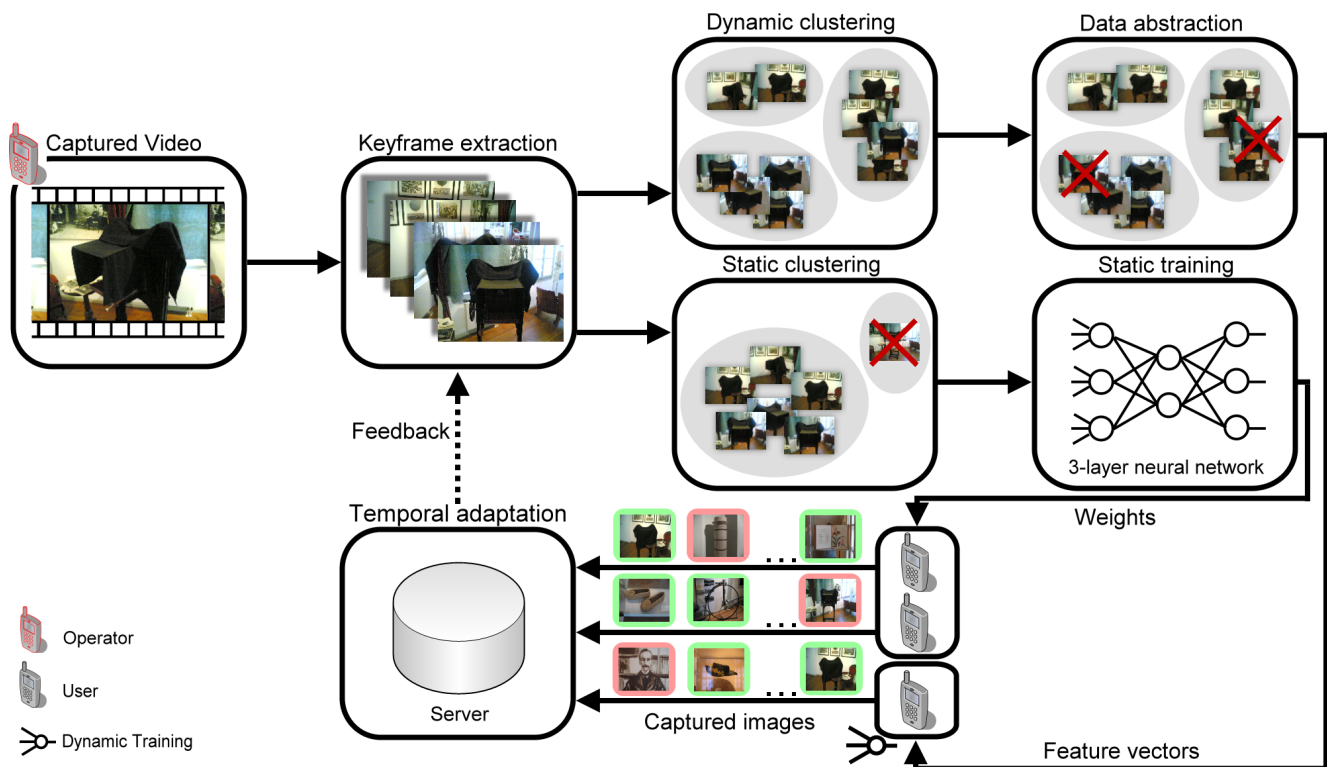 Dynamic clustering
Data abstraction
Captured Video
Keyframe extraction
Static clustering
Static training
3-layer neural network
Feedback
Weights
Temporal adaptation
Server
Captured images
Operator
User
Dynamic Training
Feature vectors